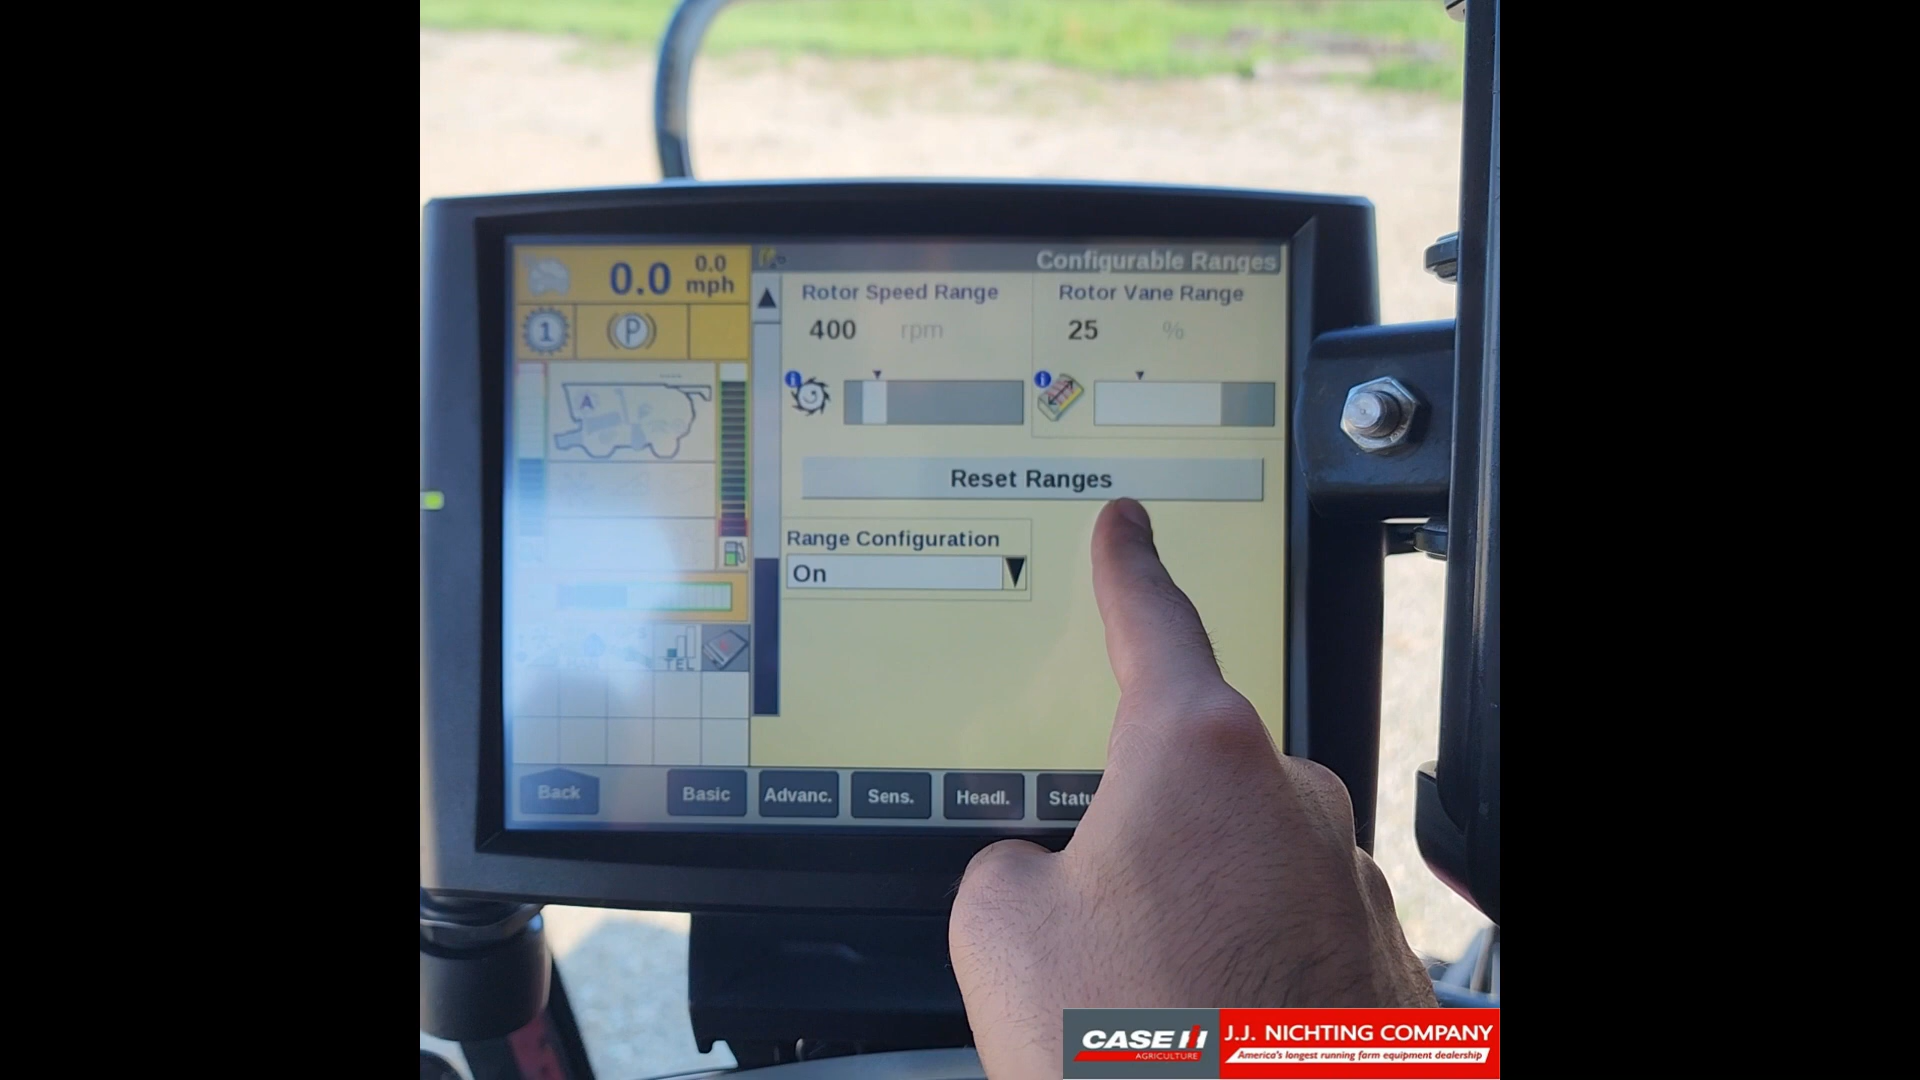 Configurable Ranges
0.0
0.0
mph
1
P
A
Rotor Speed Range
400 rpm
Rotor Vane Range
25 %
Reset Ranges
Range Configuration
On
TEL
Back
Basic
Advanc.
Sens.
Headl.
Statu
CASE IH
AGRICULTURE
J.J. NICHTING COMPANY
America's longest running farm equipment dealership